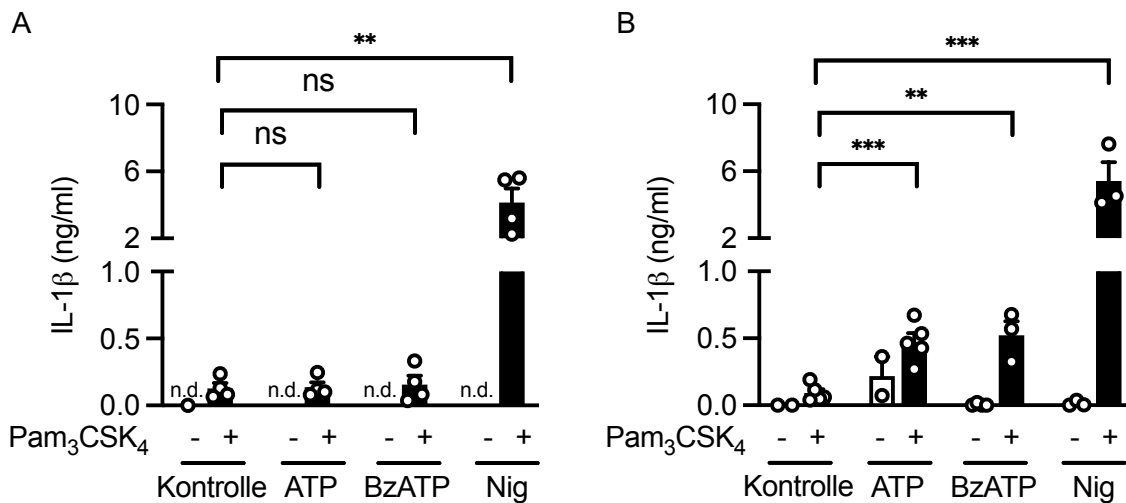 A
**
ns
ns
IL-1β (ng/ml)
10
6
2
1.0
0.5
0.0
n.d. n.d. n.d. n.d.
Pam3CSK4 - + - + - + - +
Kontrolle ATP BzATP Nig
B
***
**
***
IL-1β (ng/ml)
10
6
2
1.0
0.5
0.0
Pam3CSK4 - + - + - + - +
Kontrolle ATP BzATP Nig